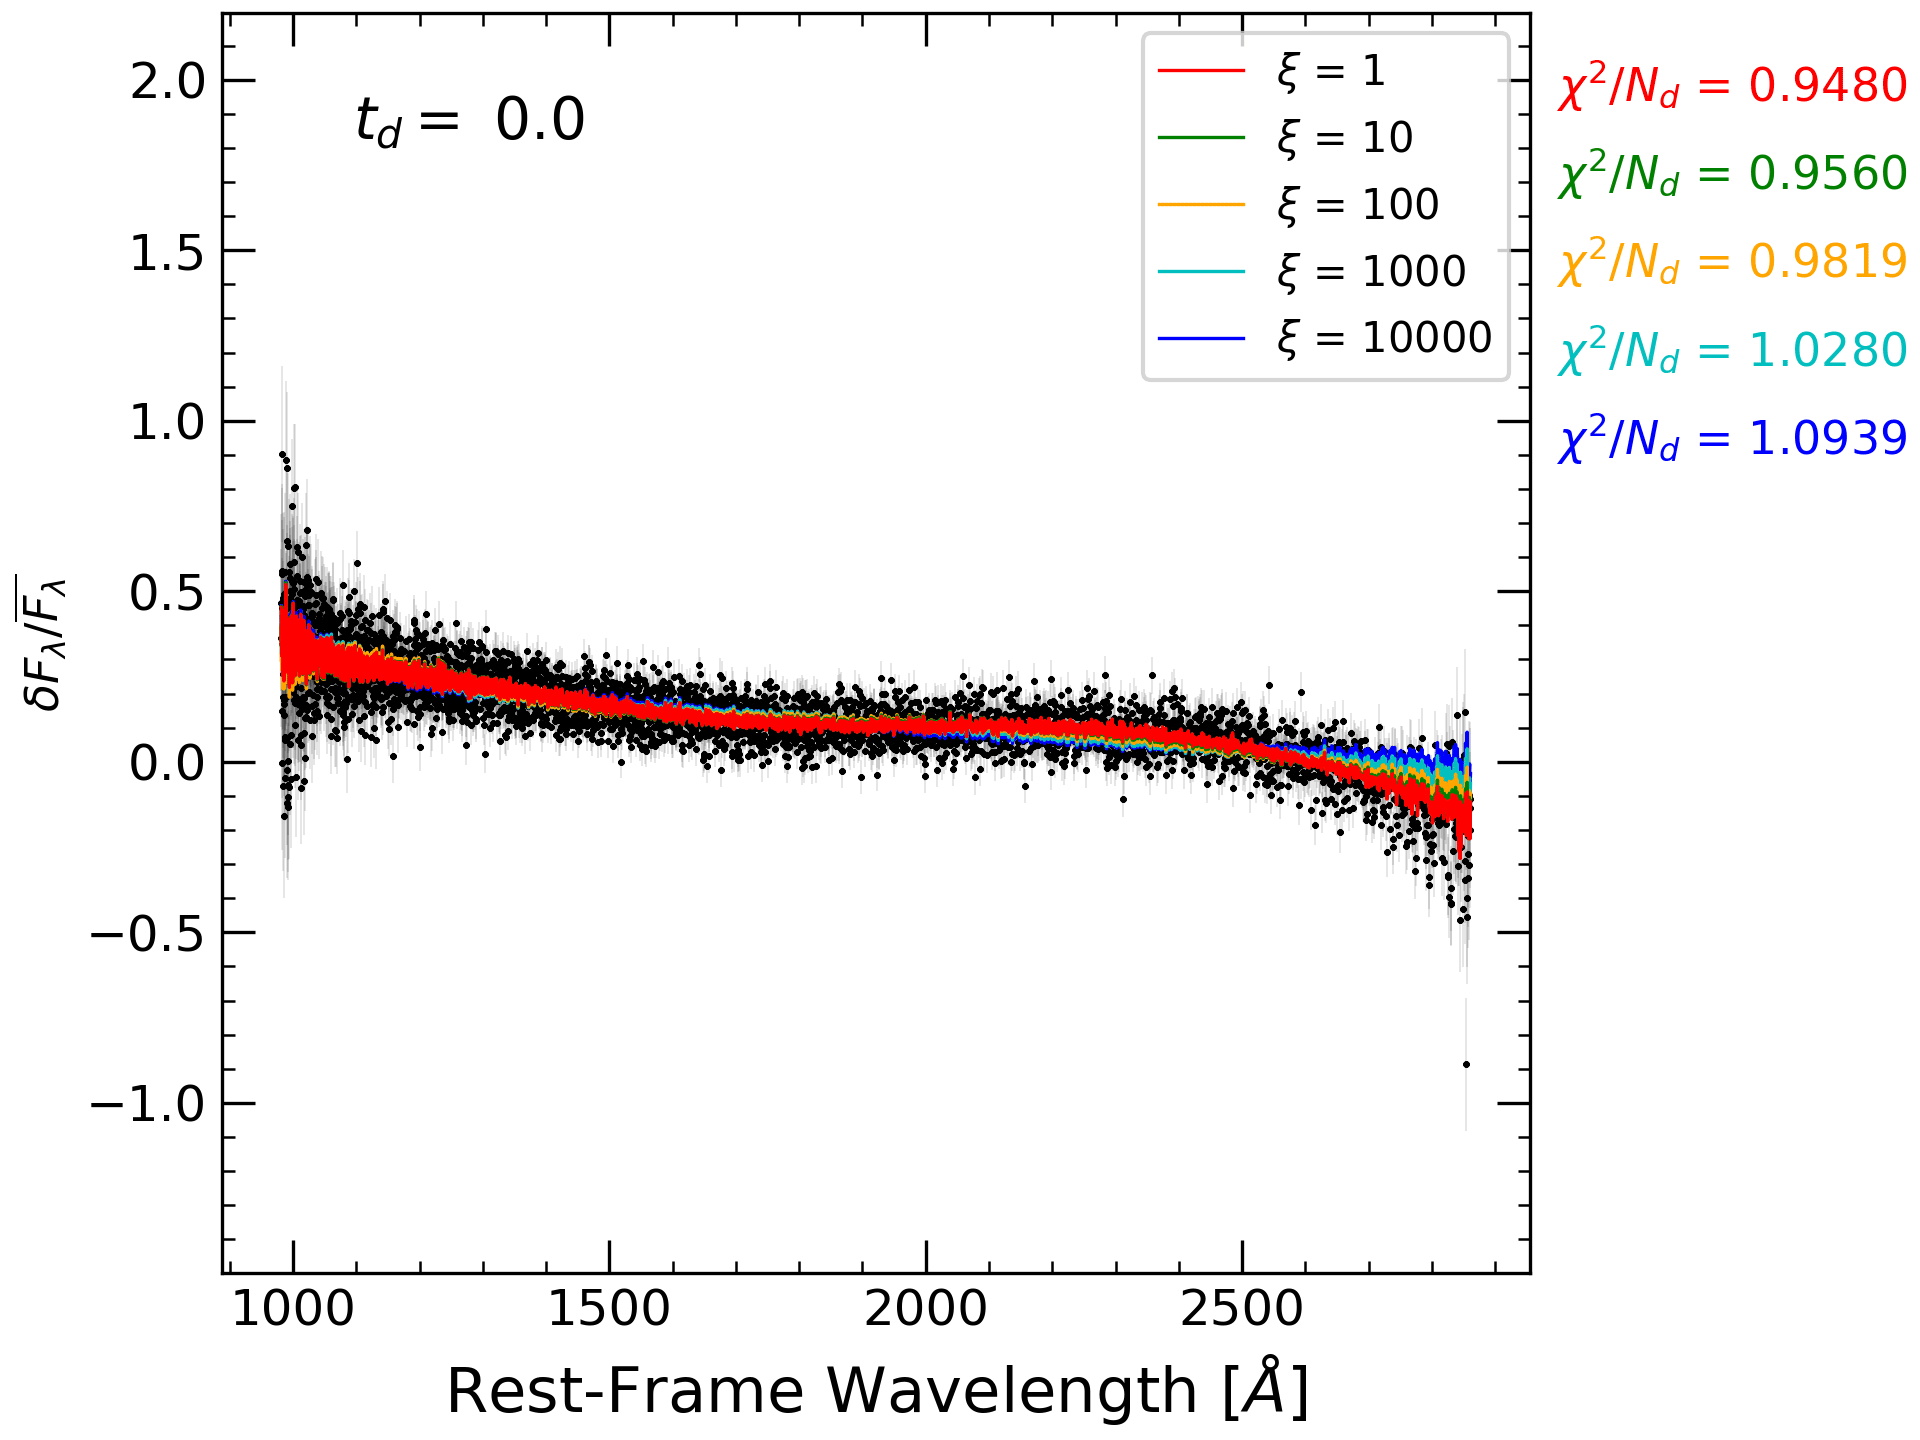 t_d = 0.0
ξ = 1
ξ = 10
ξ = 100
ξ = 1000
ξ = 10000
χ²/N_d = 0.9480
χ²/N_d = 0.9560
χ²/N_d = 0.9819
χ²/N_d = 1.0280
χ²/N_d = 1.0939
2.0
1.5
1.0
0.5
0.0
−0.5
−1.0
δF_λ/F̅_λ
1000 1500 2000 2500
Rest-Frame Wavelength [Å]